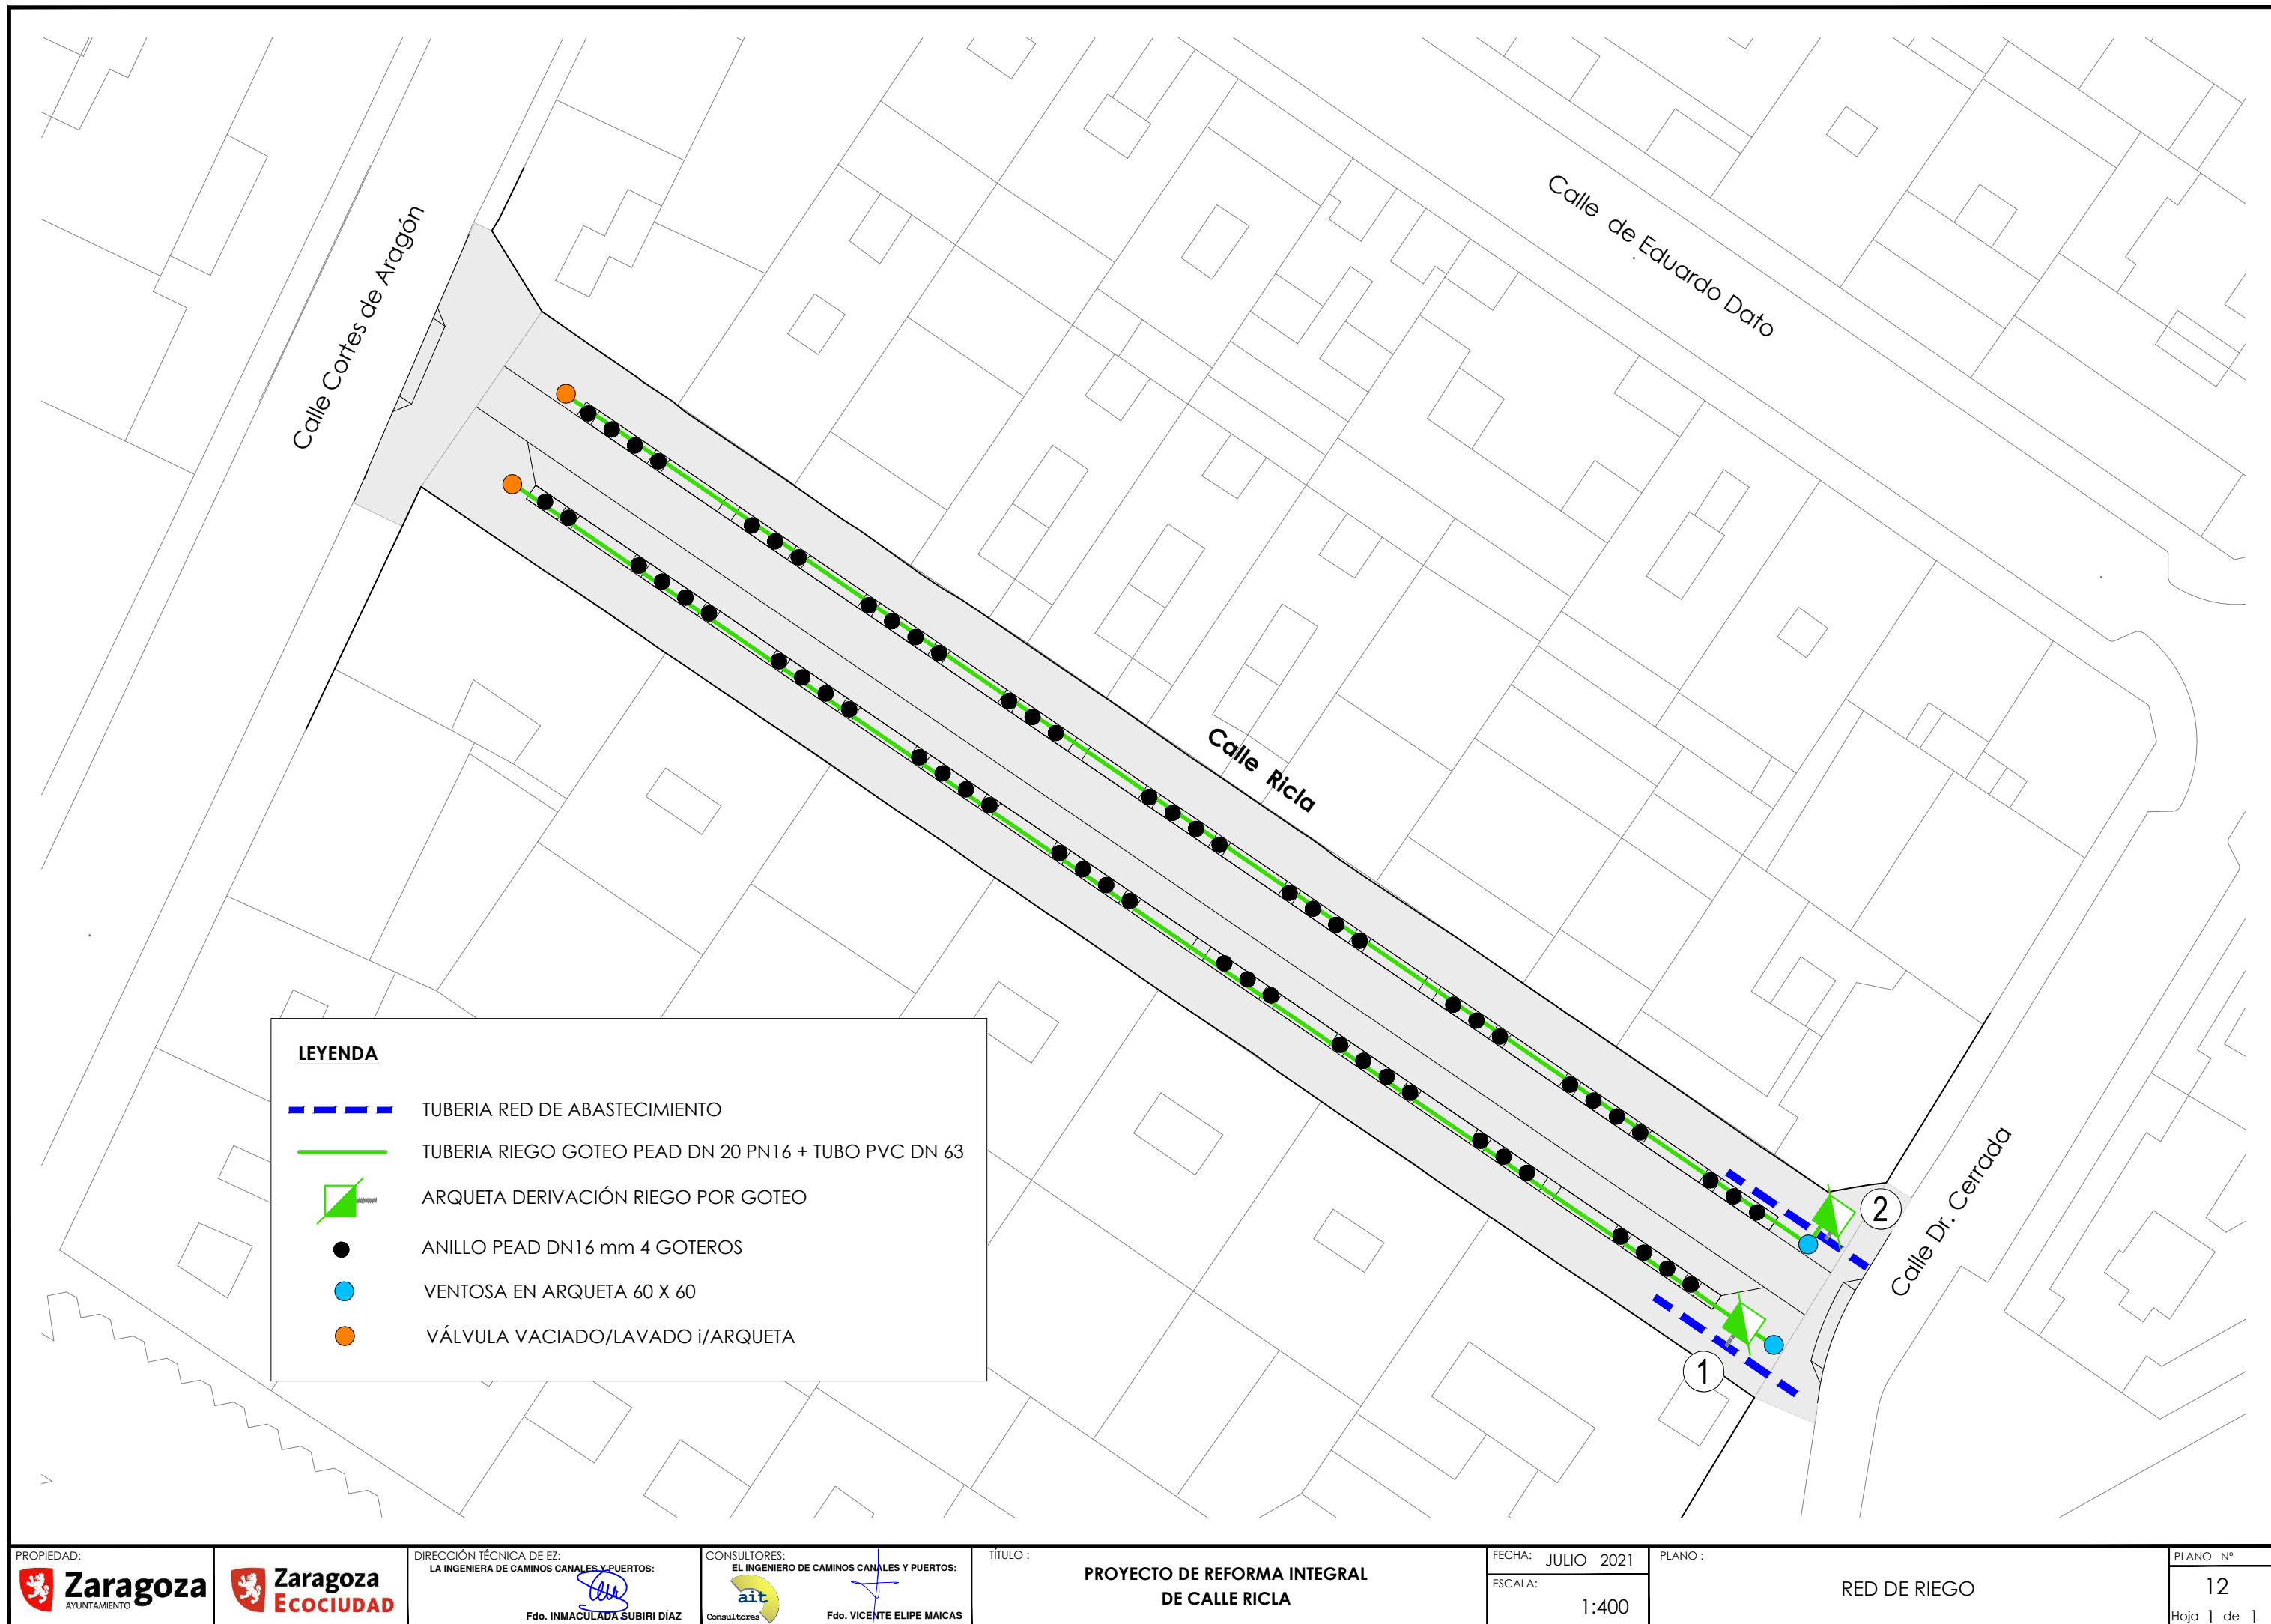 Calle Cortes de Aragón
Calle de Eduardo Dato
Calle Ricla
Calle Dr. Cerrada
2
1
LEYENDA
TUBERIA RED DE ABASTECIMIENTO
TUBERIA RIEGO GOTEO PEAD DN 20 PN16 + TUBO PVC DN 63
ARQUETA DERIVACIÓN RIEGO POR GOTEO
ANILLO PEAD DN16 mm 4 GOTEROS
VENTOSA EN ARQUETA 60 X 60
VÁLVULA VACIADO/LAVADO i/ARQUETA
PROPIEDAD:
Zaragoza
AYUNTAMIENTO
Zaragoza
ECOCIUDAD
DIRECCIÓN TÉCNICA DE EZ:
LA INGENIERA DE CAMINOS CANALES Y PUERTOS:
Fdo. INMACULADA SUBIRI DÍAZ
CONSULTORES:
EL INGENIERO DE CAMINOS CANALES Y PUERTOS:
ait
Consultores
Fdo. VICENTE ELIPE MAICAS
TÍTULO :
PROYECTO DE REFORMA INTEGRAL
DE CALLE RICLA
FECHA: JULIO 2021
ESCALA:
1:400
PLANO :
RED DE RIEGO
PLANO Nº
12
Hoja 1 de 1